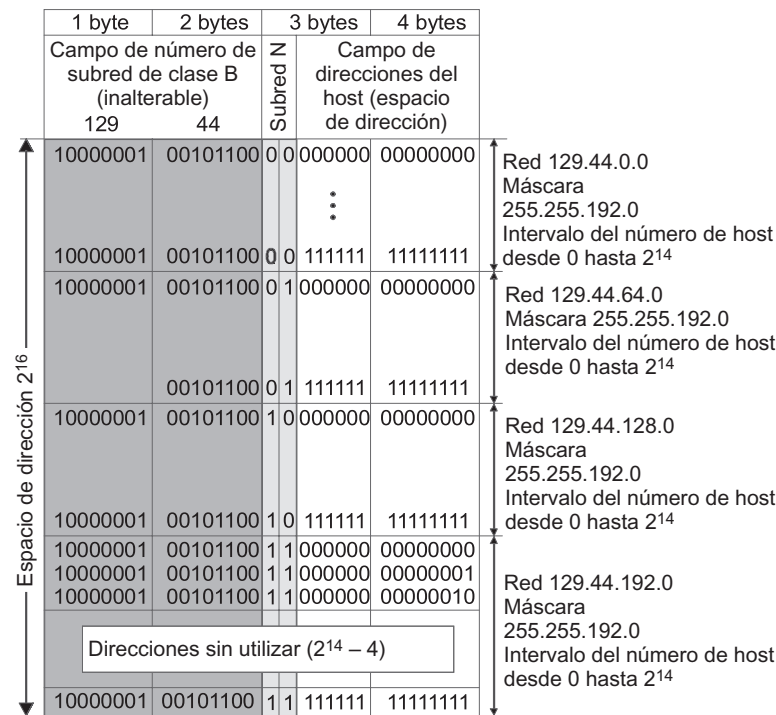 1 byte 2 bytes 3 bytes 4 bytes
Campo de número de
subred de clase B
(inalterable)
129 44
Subred N
Campo de
direcciones del
host (espacio
de dirección)
Espacio de dirección 2¹⁶
10000001 00101100 0 0 000000 00000000
10000001 00101100 0 0 111111 11111111
Red 129.44.0.0
Máscara
255.255.192.0
Intervalo del número de host
desde 0 hasta 2¹⁴
10000001 00101100 0 1 000000 00000000
00101100 0 1 111111 11111111
Red 129.44.64.0
Máscara 255.255.192.0
Intervalo del número de host
desde 0 hasta 2¹⁴
10000001 00101100 1 0 000000 00000000
10000001 00101100 1 0 111111 11111111
Red 129.44.128.0
Máscara
255.255.192.0
Intervalo del número de host
desde 0 hasta 2¹⁴
10000001 00101100 1 1 000000 00000000
10000001 00101100 1 1 000000 00000001
10000001 00101100 1 1 000000 00000010
Direcciones sin utilizar (2¹⁴ – 4)
10000001 00101100 1 1 111111 11111111
Red 129.44.192.0
Máscara
255.255.192.0
Intervalo del número de host
desde 0 hasta 2¹⁴